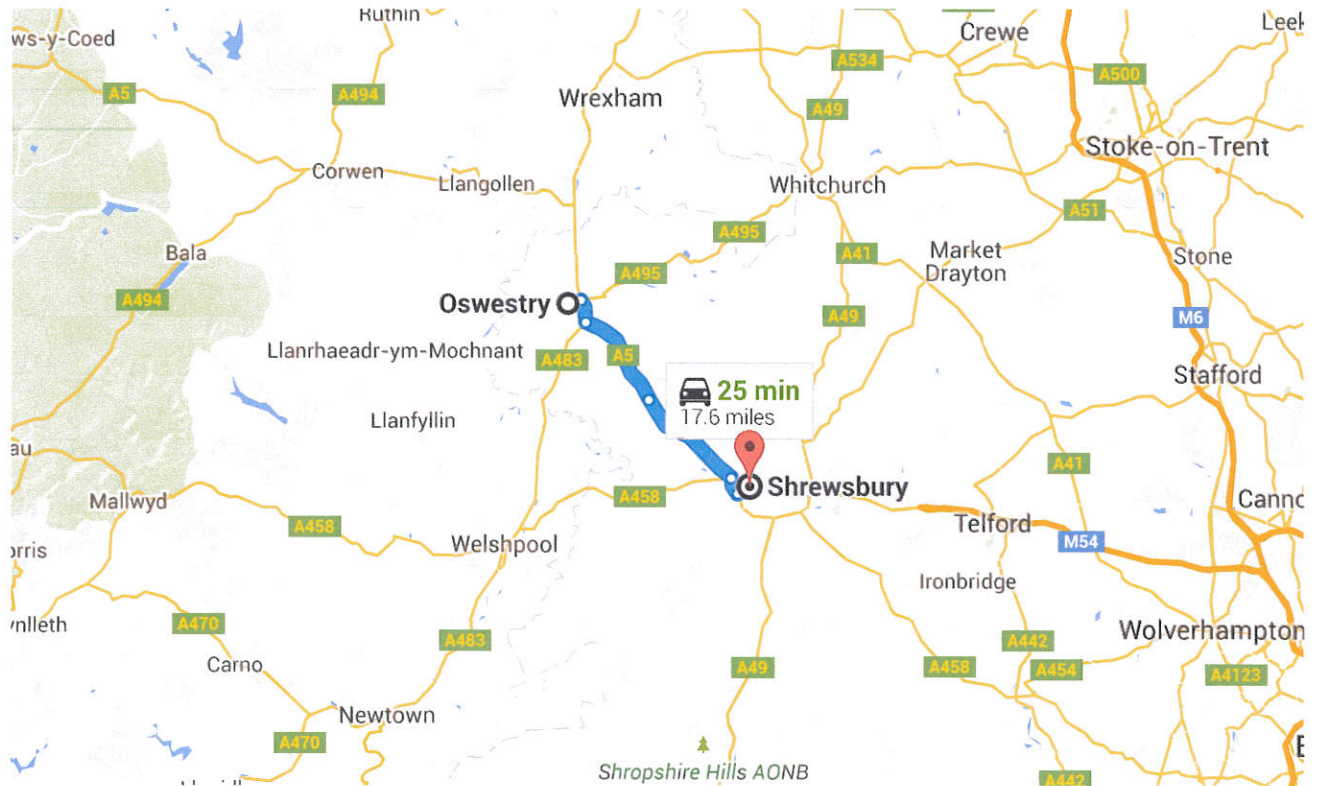 Ruthin
Crewe
Leek
ws-y-Coed
A534
A500
A5
A494
Wrexham
A49
Stoke-on-Trent
Corwen
Llangollen
Whitchurch
A51
A495
Bala
A41
Market
Drayton
Stone
A495
A494
Oswestry
A49
M6
Llanrhaeadr-ym-Mochnant
A483
A5
25 min
17.6 miles
Stafford
Llanfyllin
au
A41
Mallwyd
A458
Shrewsbury
Canno
A458
Telford
orris
Welshpool
M54
Ironbridge
ynlleth
A470
A483
A442
Wolverhampton
Carno
A49
A458
A454
A4123
Newtown
A470
Shropshire Hills AONB
A442